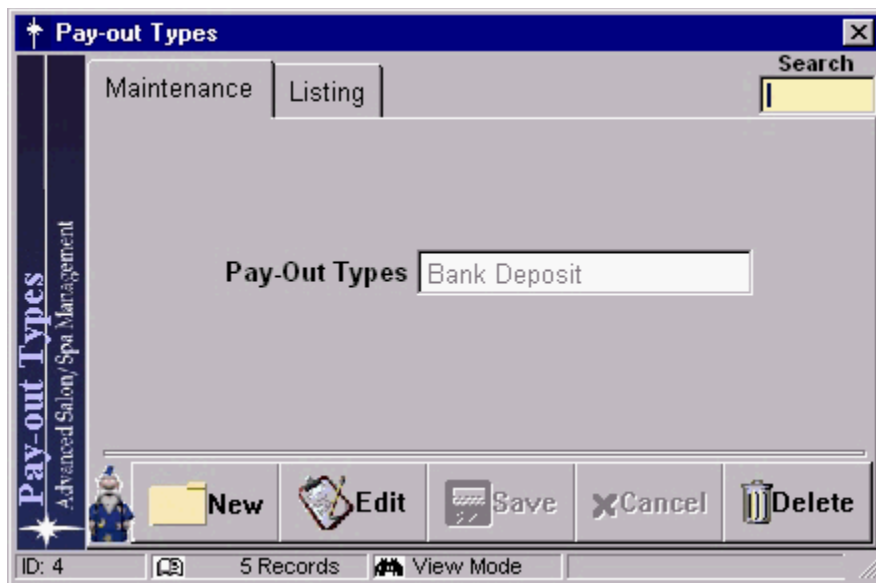 Pay-out Types
Search
Maintenance Listing
Pay-Out Types Bank Deposit
Pay-out Types
Advanced Salon/Spa Management
New Edit Save Cancel Delete
ID: 4 5 Records View Mode